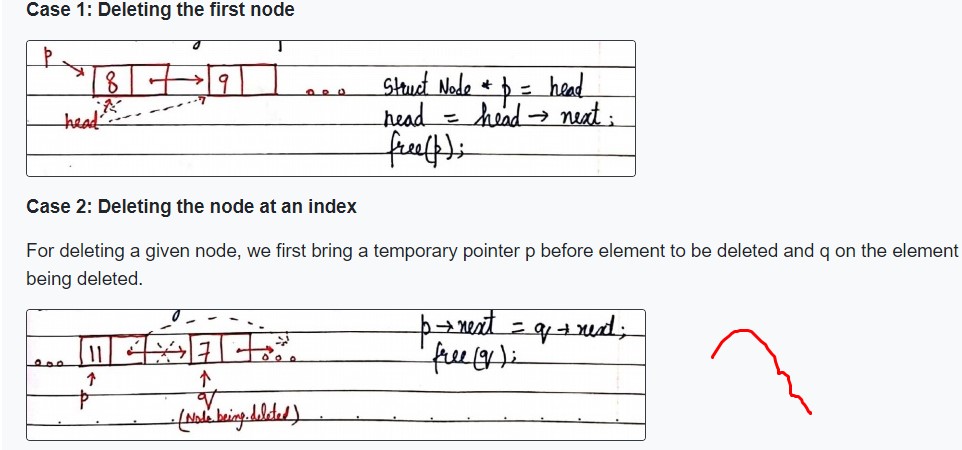 Case 1: Deleting the first node
p
8 9
head
Struct Node * p = head
head = head → next ;
free(p);
Case 2: Deleting the node at an index
For deleting a given node, we first bring a temporary pointer p before element to be deleted and q on the element
being deleted.
11 7
p q
(Node being deleted)
p → next = q → next;
free (q);